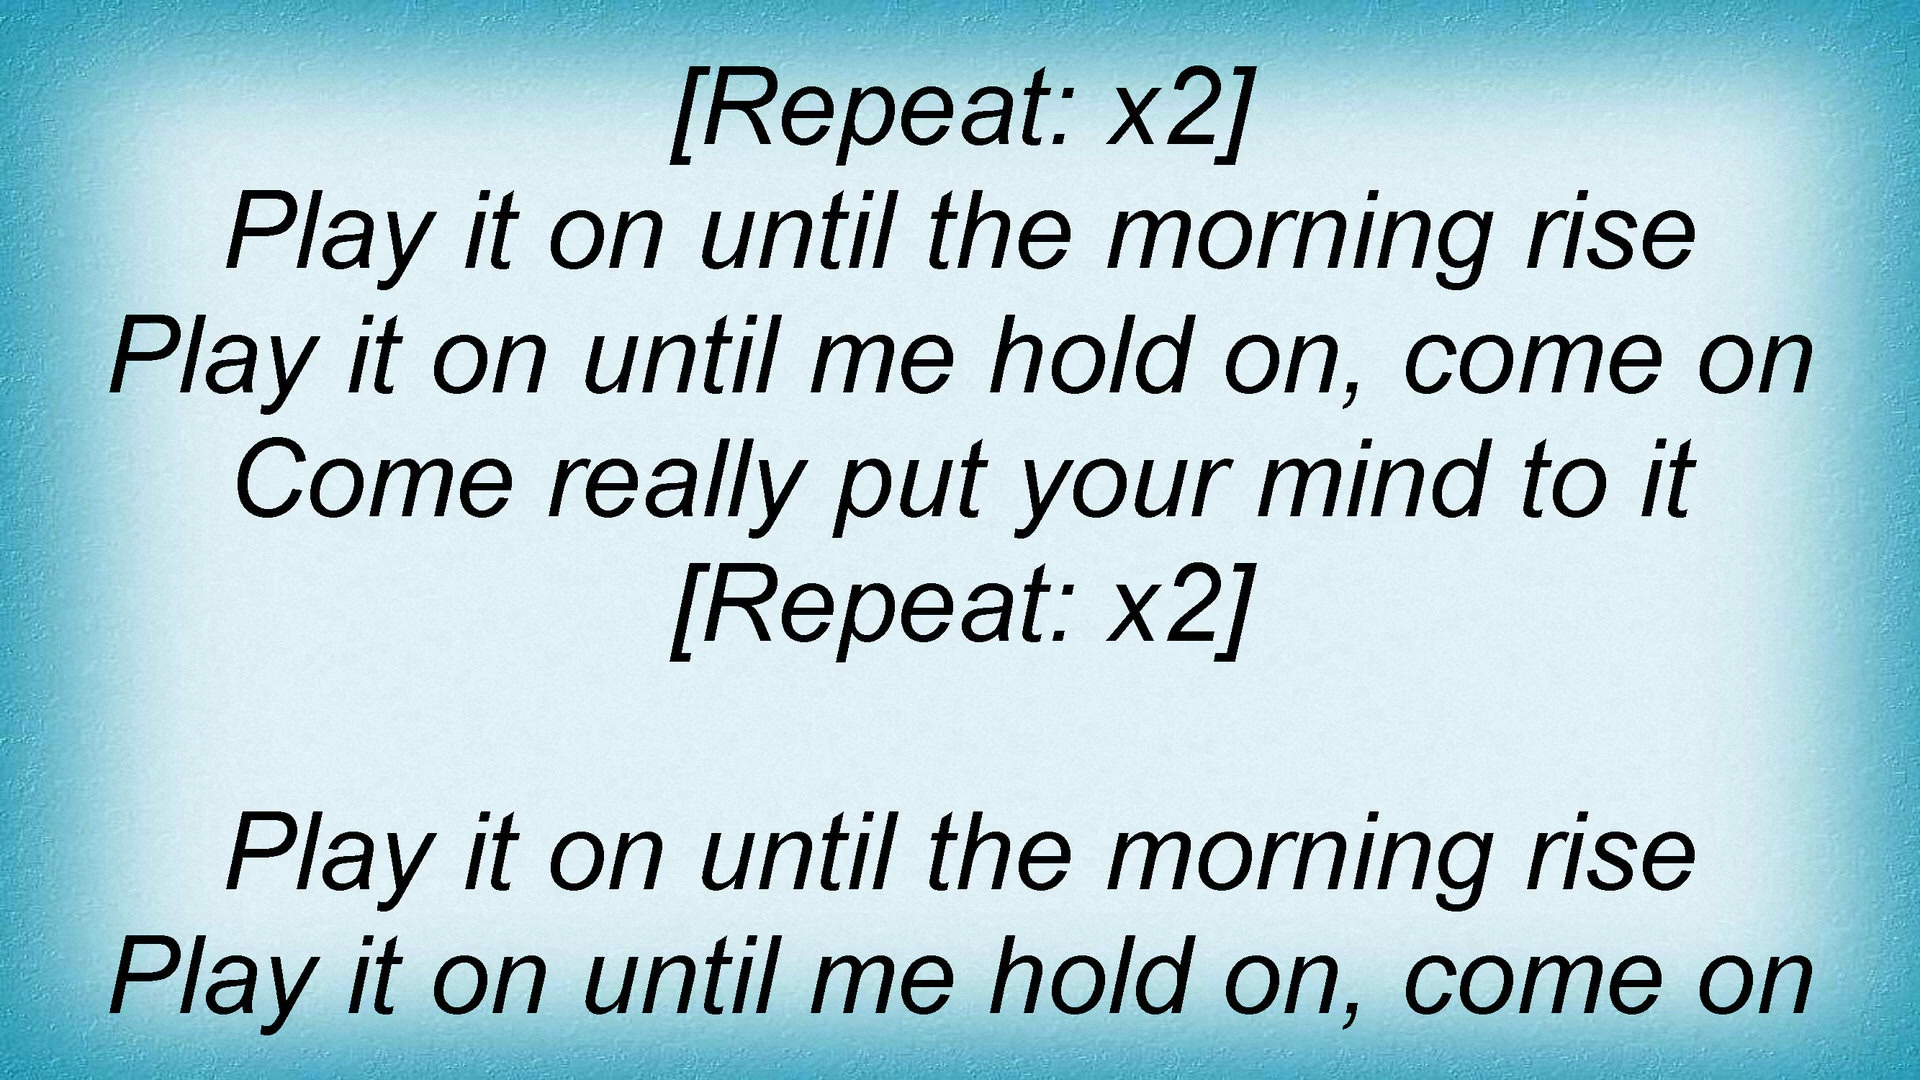 [Repeat: x2]
Play it on until the morning rise
Play it on until me hold on, come on
Come really put your mind to it
[Repeat: x2]
Play it on until the morning rise
Play it on until me hold on, come on